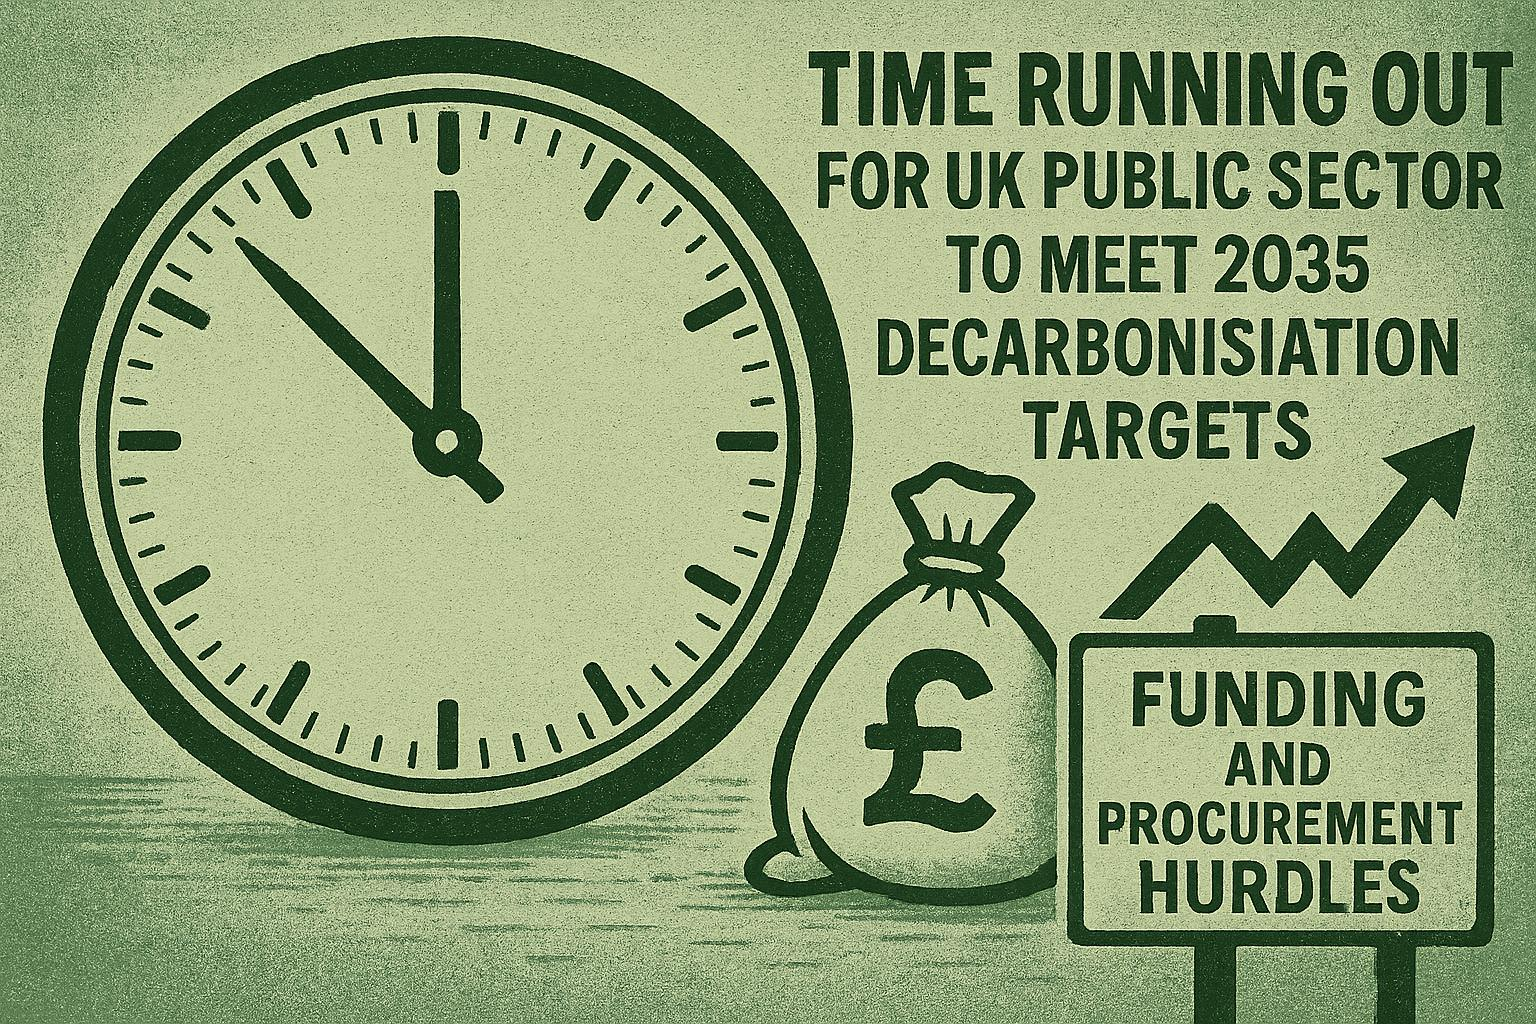 TIME RUNNING OUT
FOR UK PUBLIC SECTOR
TO MEET 2035
DECARBONISIATION
TARGETS
£
FUNDING
AND
PROCUREMENT
HURDLES